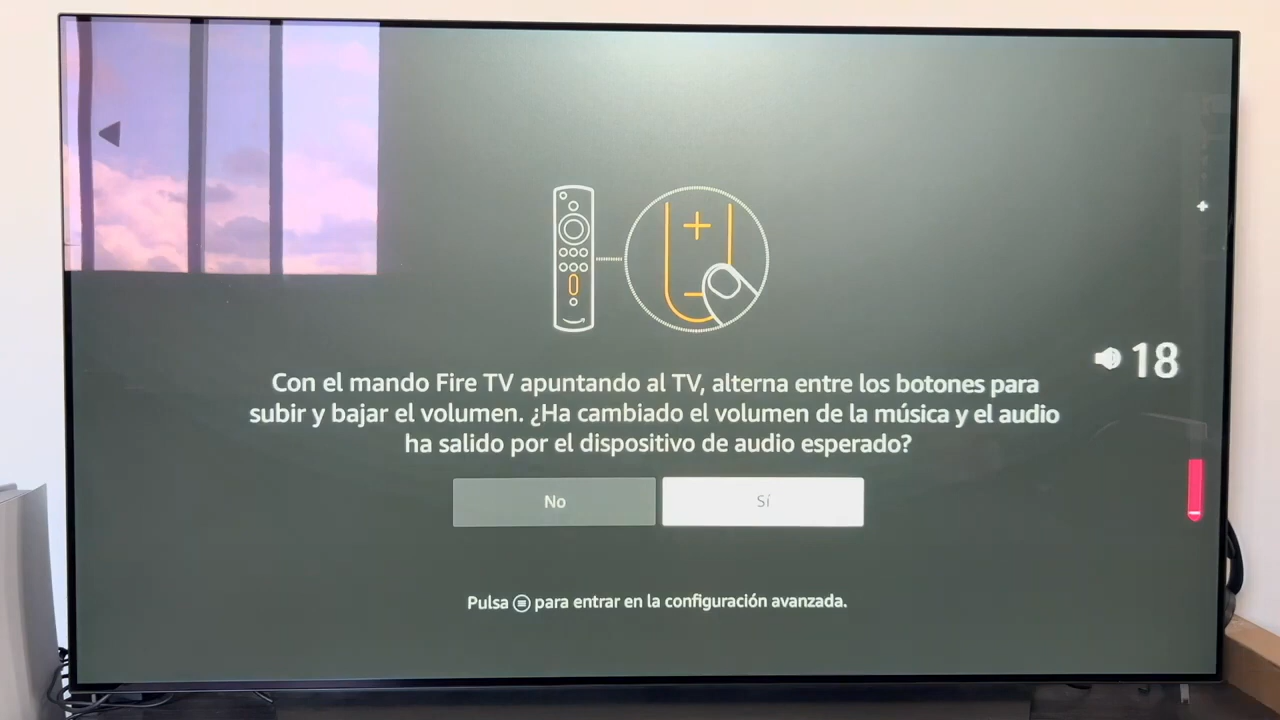 18
Con el mando Fire TV apuntando al TV, alterna entre los botones para
subir y bajar el volumen. ¿Ha cambiado el volumen de la música y el audio
ha salido por el dispositivo de audio esperado?
No
Sí
Pulsa para entrar en la configuración avanzada.